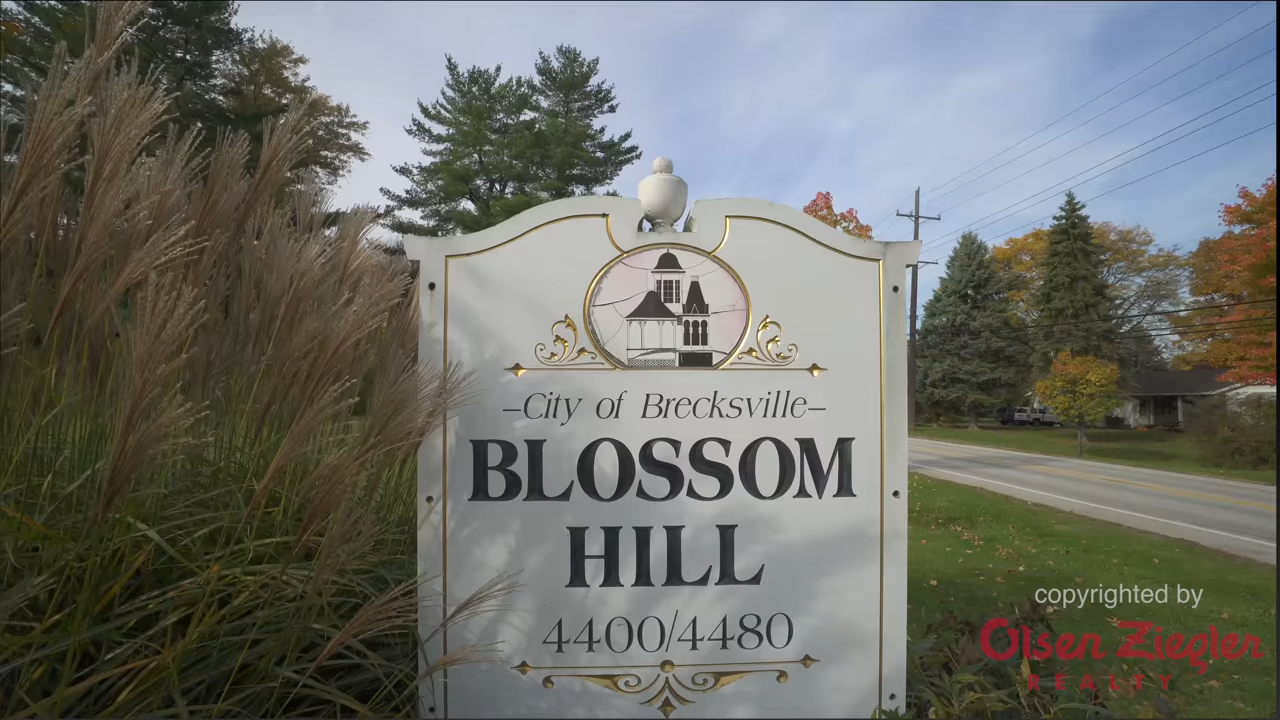 –City of Brecksville–
BLOSSOM
HILL
4400/4480
copyrighted by
Olsen Ziegler
REALTY